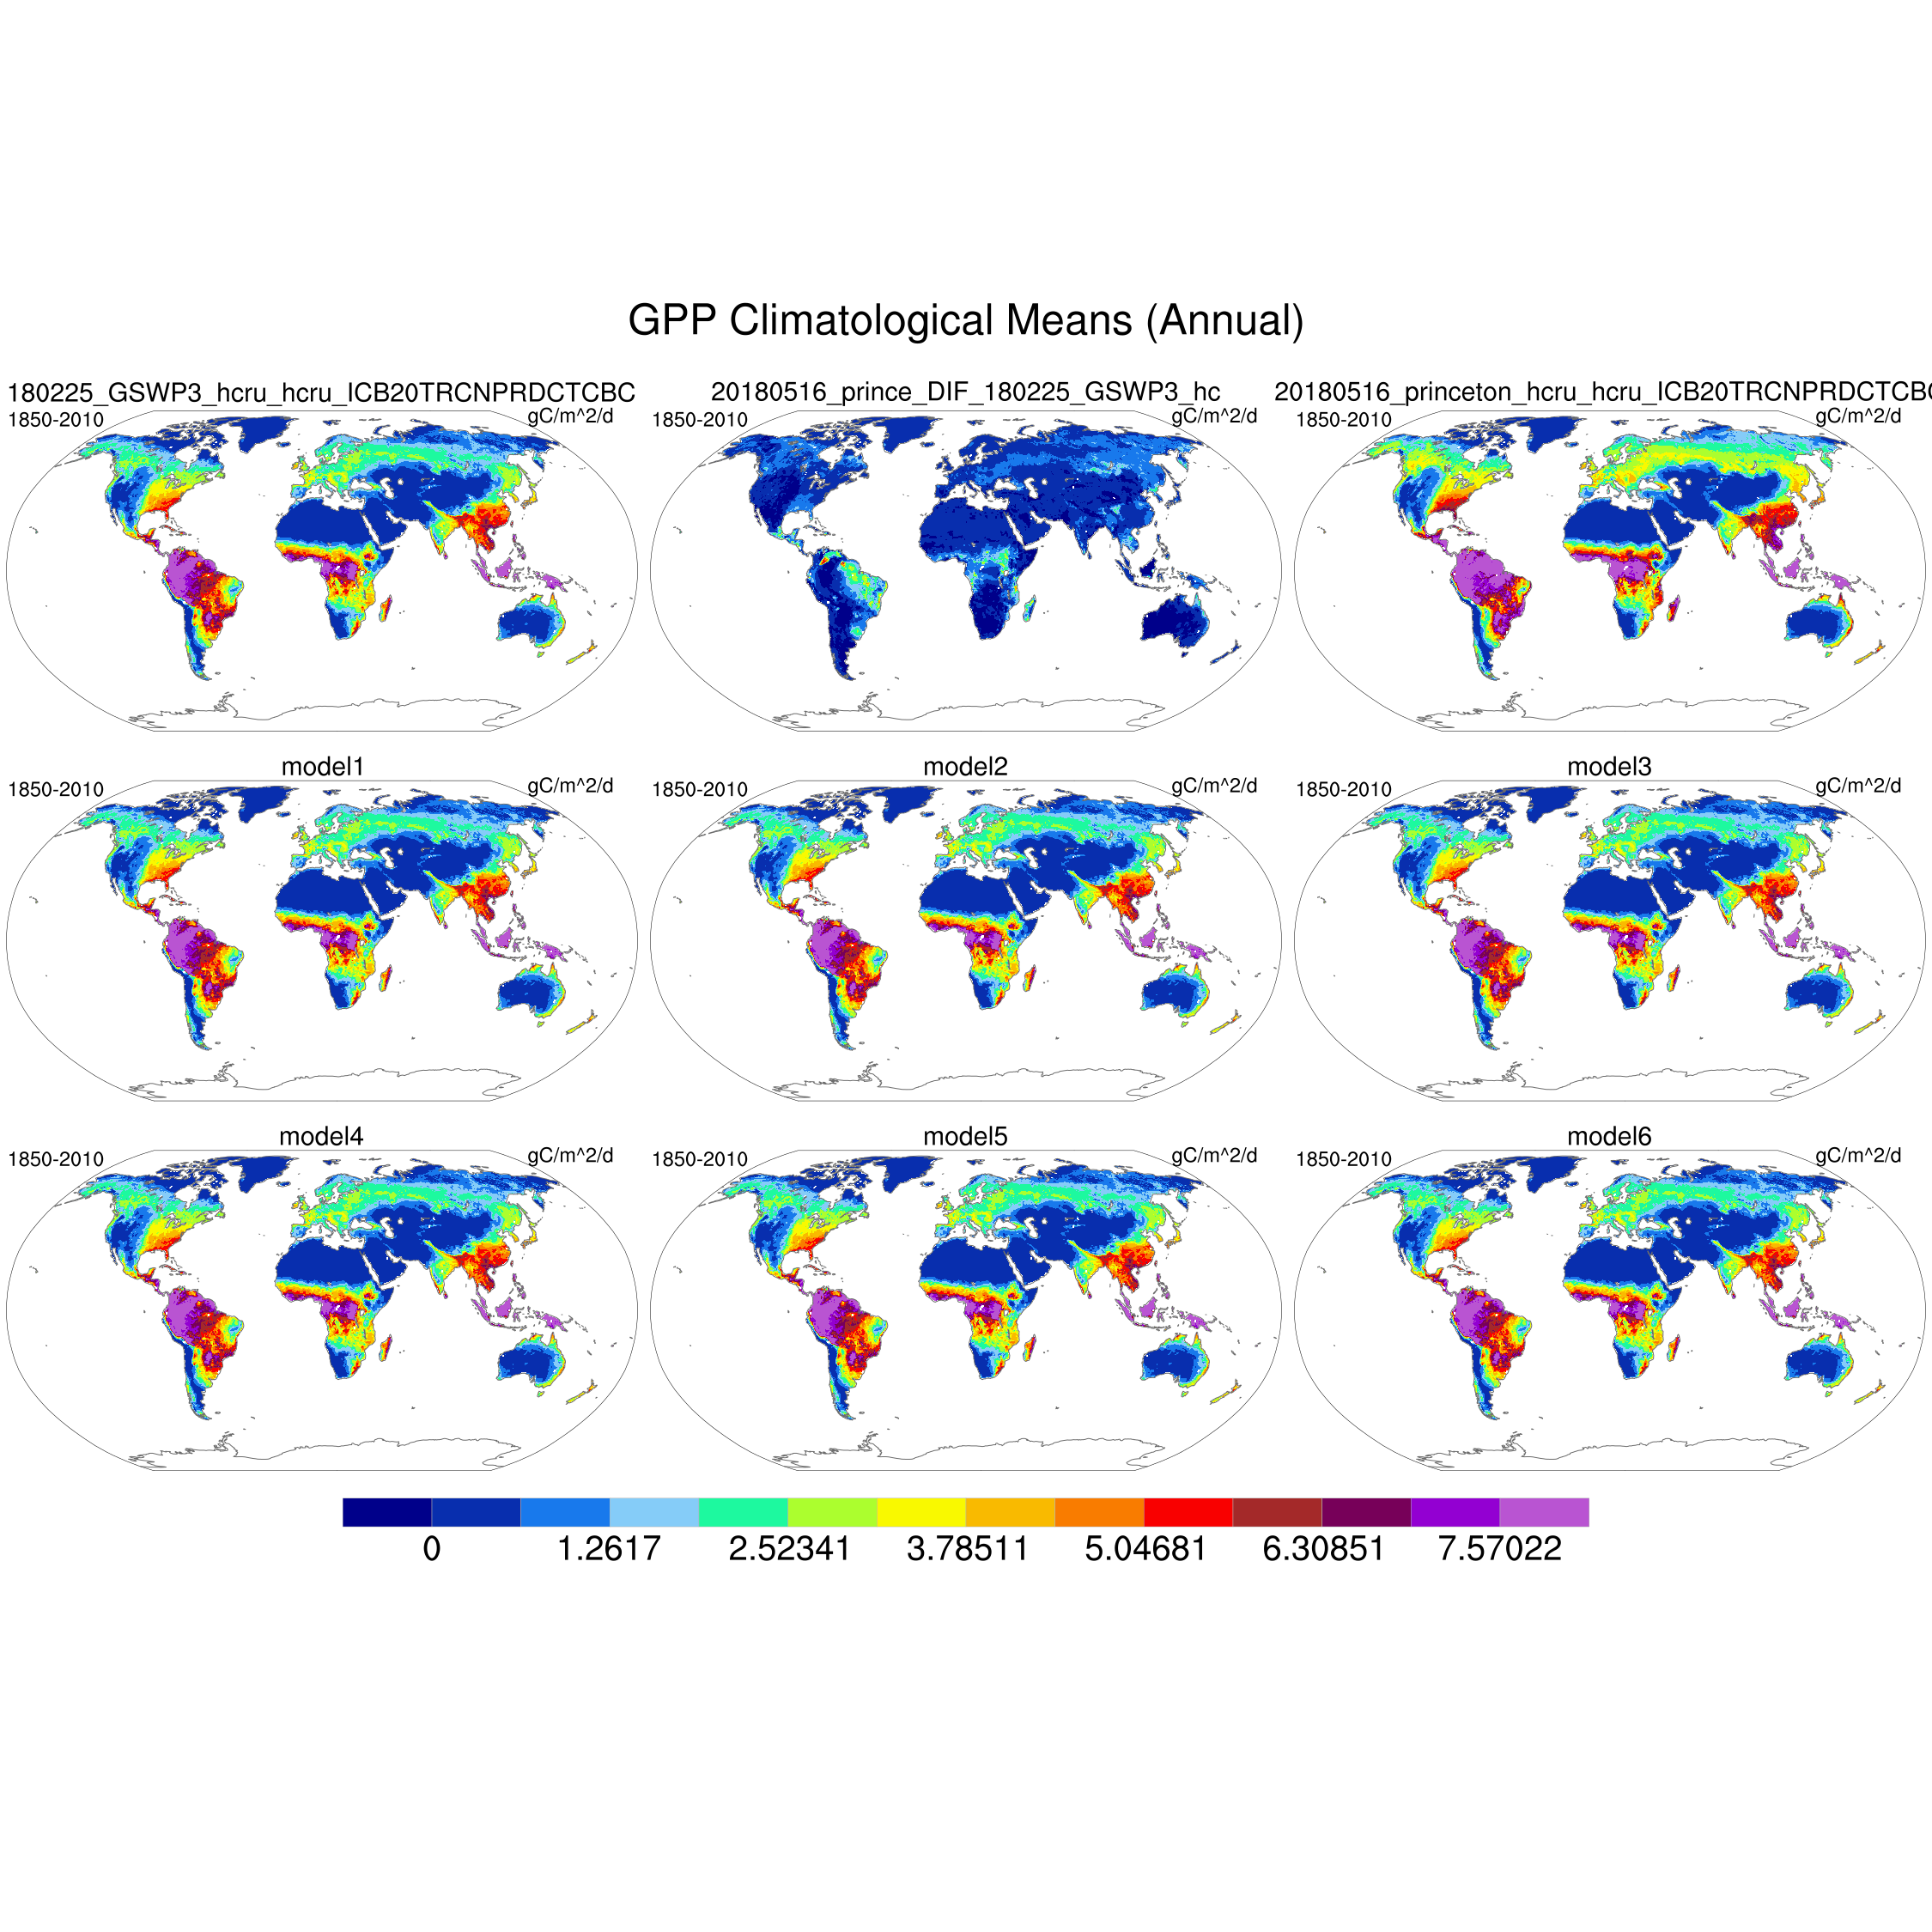 GPP Climatological Means (Annual)
180225_GSWP3_hcru_hcru_ICB20TRCNPRDCTCBC
1850-2010 gC/m^2/d
20180516_prince_DIF_180225_GSWP3_hc
1850-2010 gC/m^2/d
20180516_princeton_hcru_hcru_ICB20TRCNPRDCTCBC
1850-2010 gC/m^2/d
model1
1850-2010 gC/m^2/d
model2
1850-2010 gC/m^2/d
model3
1850-2010 gC/m^2/d
model4
1850-2010 gC/m^2/d
model5
1850-2010 gC/m^2/d
model6
1850-2010 gC/m^2/d
0 1.2617 2.52341 3.78511 5.04681 6.30851 7.57022